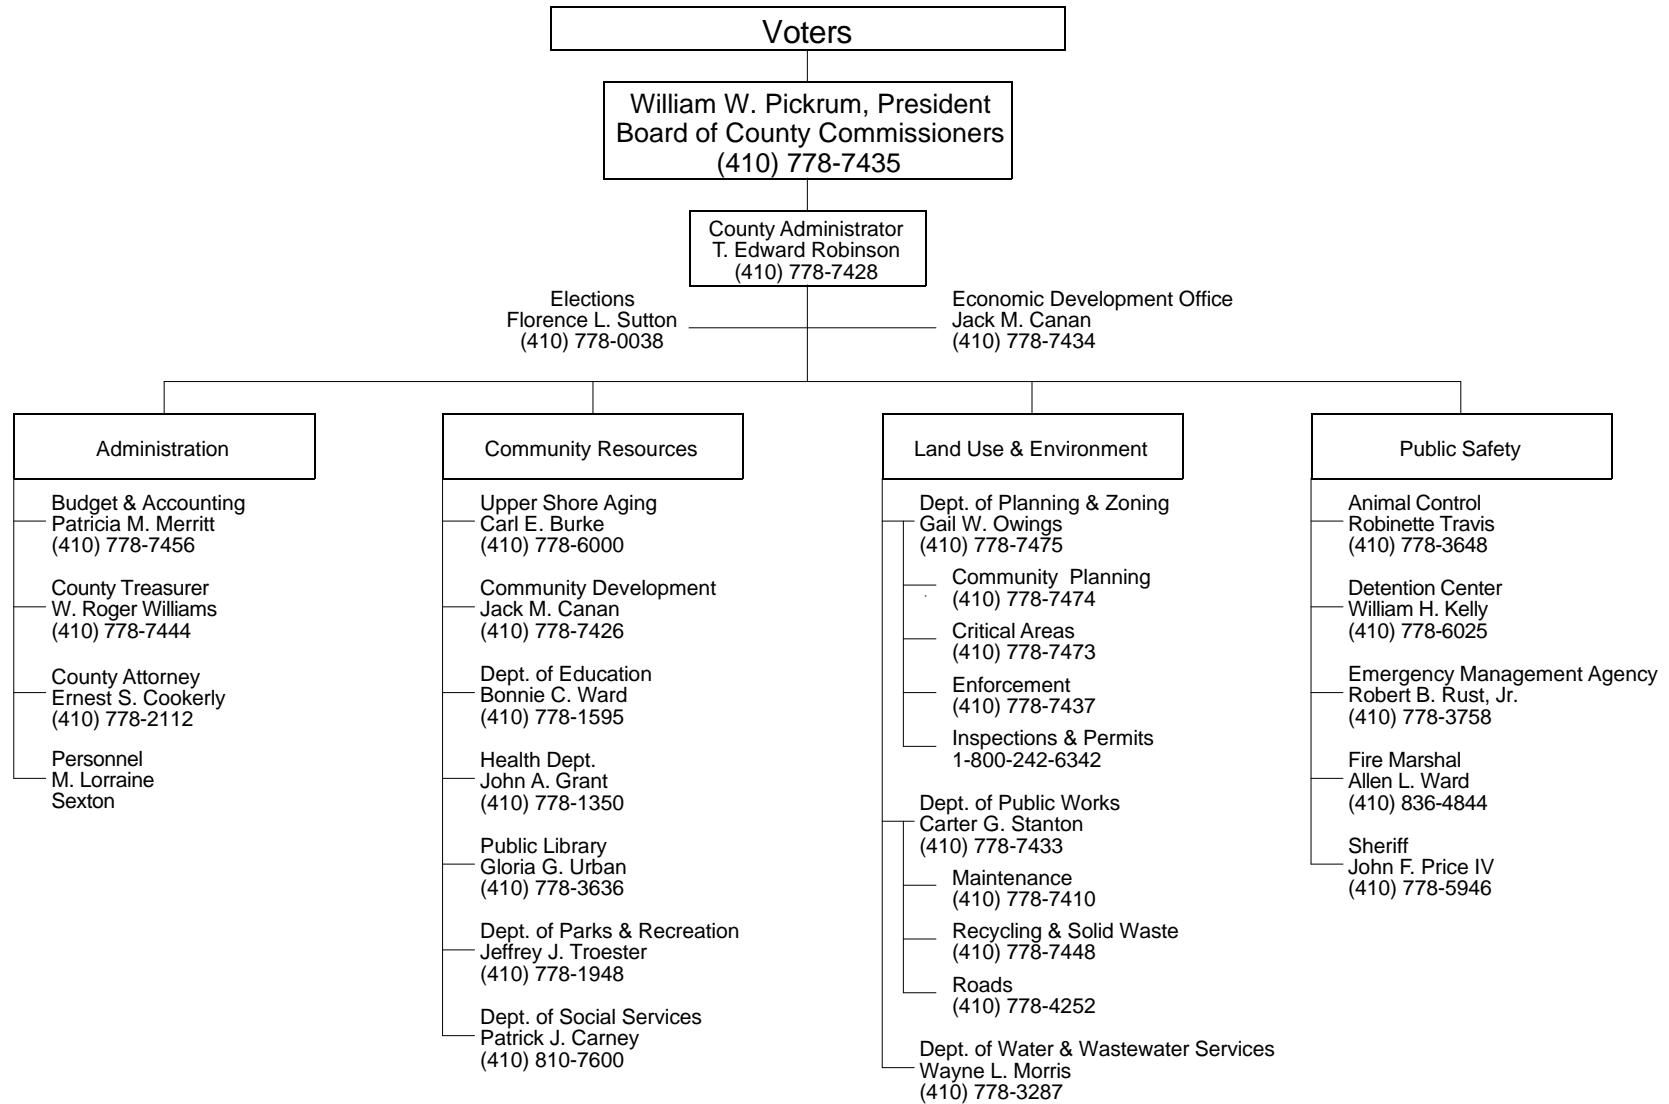 Voters
William W. Pickrum, President
Board of County Commissioners
(410) 778-7435
County Administrator
T. Edward Robinson
(410) 778-7428
Elections
Florence L. Sutton
(410) 778-0038
Economic Development Office
Jack M. Canan
(410) 778-7434
Administration
Budget & Accounting
Patricia M. Merritt
(410) 778-7456
County Treasurer
W. Roger Williams
(410) 778-7444
County Attorney
Ernest S. Cookerly
(410) 778-2112
Personnel
M. Lorraine
Sexton
Community Resources
Upper Shore Aging
Carl E. Burke
(410) 778-6000
Community Development
Jack M. Canan
(410) 778-7426
Dept. of Education
Bonnie C. Ward
(410) 778-1595
Health Dept.
John A. Grant
(410) 778-1350
Public Library
Gloria G. Urban
(410) 778-3636
Dept. of Parks & Recreation
Jeffrey J. Troester
(410) 778-1948
Dept. of Social Services
Patrick J. Carney
(410) 810-7600
Land Use & Environment
Dept. of Planning & Zoning
Gail W. Owings
(410) 778-7475
Community Planning
(410) 778-7474
Critical Areas
(410) 778-7473
Enforcement
(410) 778-7437
Inspections & Permits
1-800-242-6342
Dept. of Public Works
Carter G. Stanton
(410) 778-7433
Maintenance
(410) 778-7410
Recycling & Solid Waste
(410) 778-7448
Roads
(410) 778-4252
Dept. of Water & Wastewater Services
Wayne L. Morris
(410) 778-3287
Public Safety
Animal Control
Robinette Travis
(410) 778-3648
Detention Center
William H. Kelly
(410) 778-6025
Emergency Management Agency
Robert B. Rust, Jr.
(410) 778-3758
Fire Marshal
Allen L. Ward
(410) 836-4844
Sheriff
John F. Price IV
(410) 778-5946